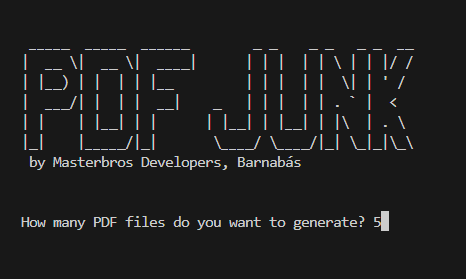 PDF JUNK
by Masterbros Developers, Barnabás
How many PDF files do you want to generate? 5